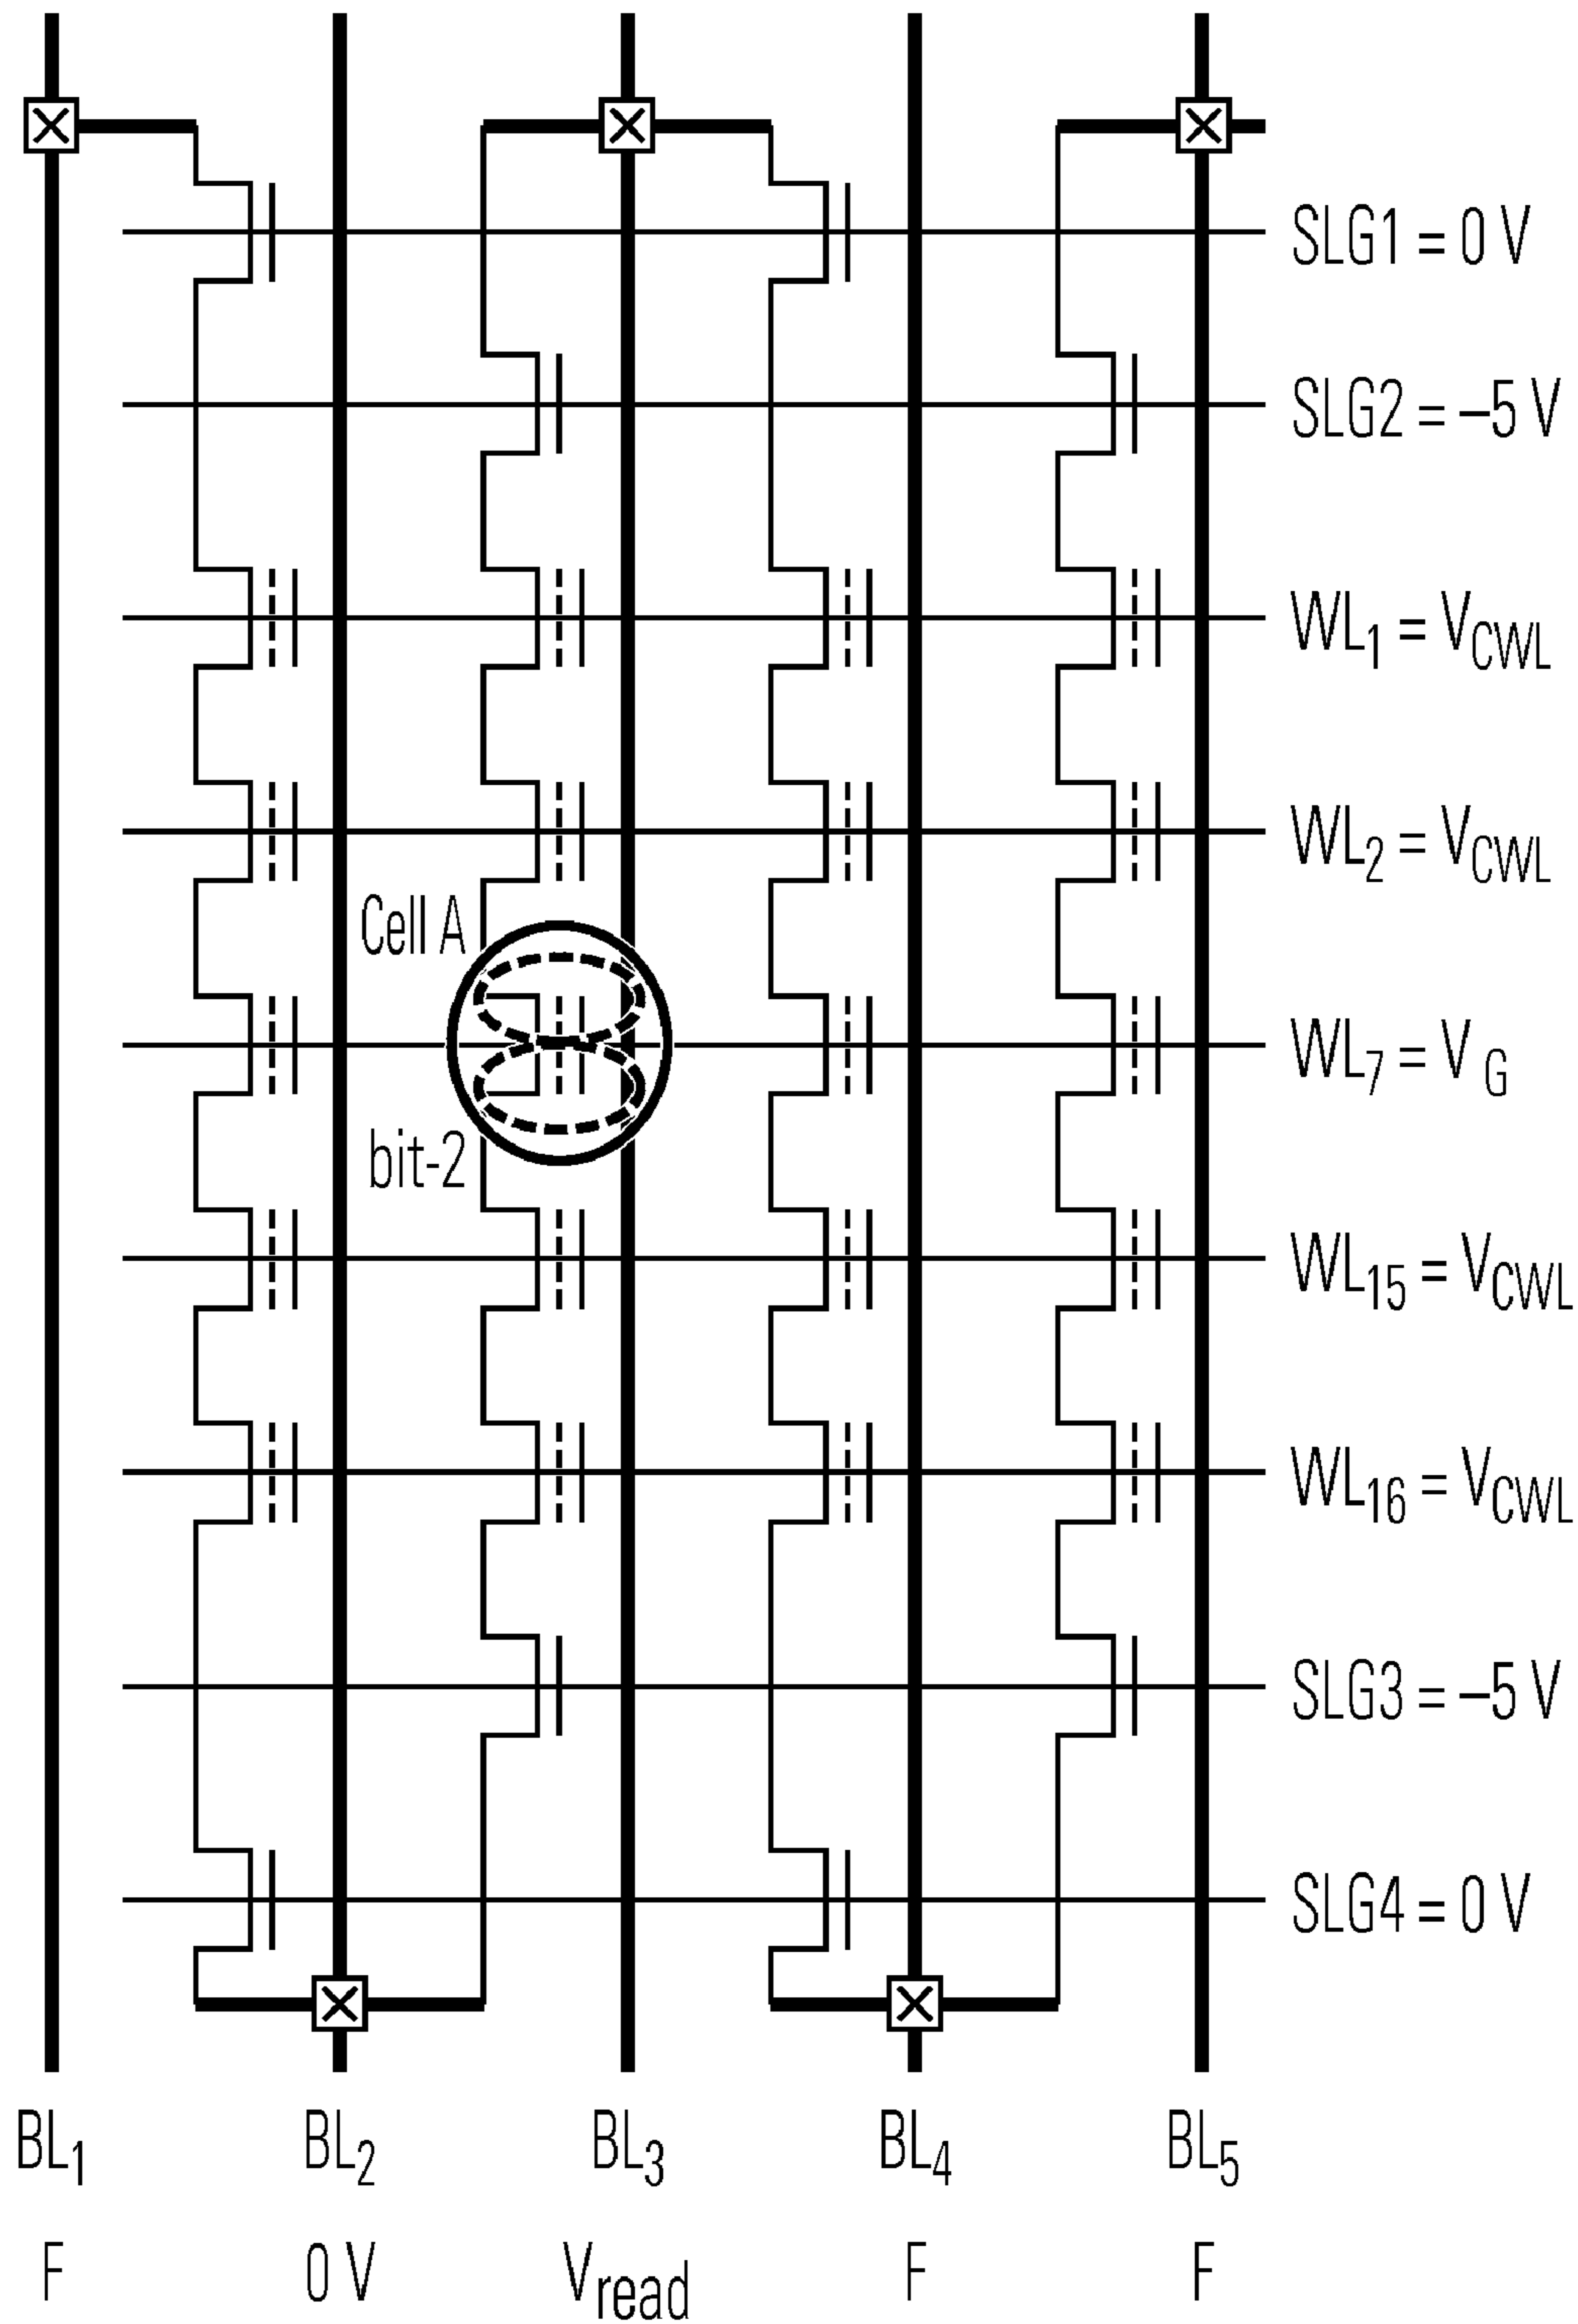 SLG1 = 0 V
SLG2 = –5 V
WL1 = VCWL
WL2 = VCWL
Cell A
WL7 = VG
bit-2
WL15 = VCWL
WL16 = VCWL
SLG3 = –5 V
SLG4 = 0 V
BL1 BL2 BL3 BL4 BL5
F 0 V Vread F F